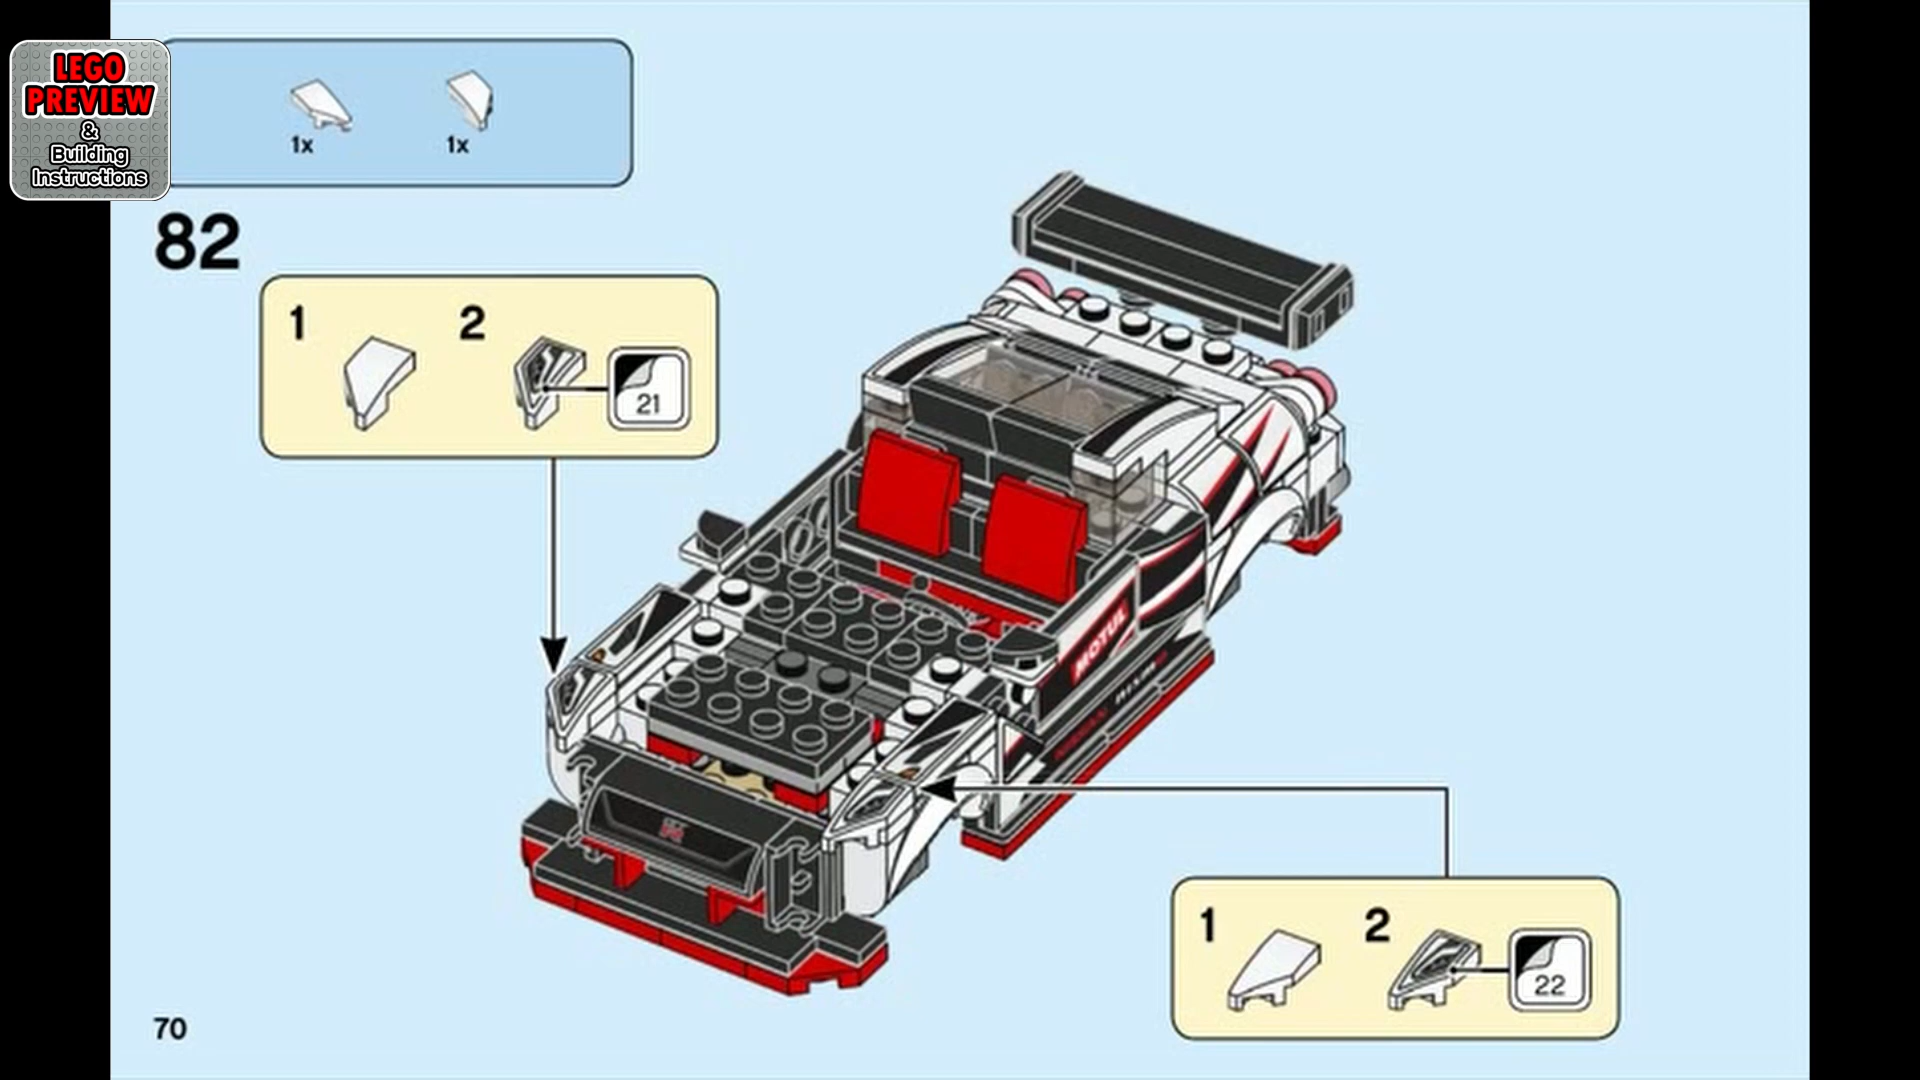 LEGO
PREVIEW
&
Building
Instructions
1x
1x
82
1
2
21
MOTUL
1
2
22
70